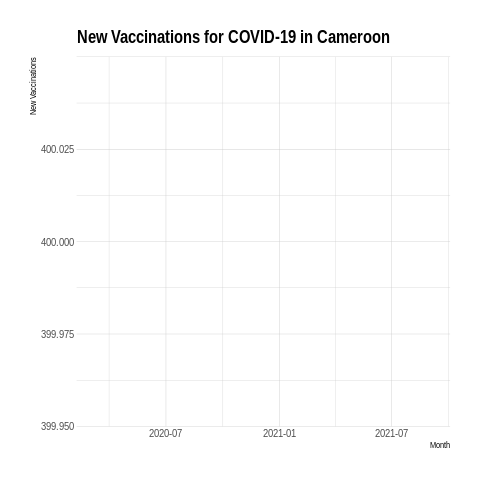 New Vaccinations for COVID-19 in Cameroon
New Vaccinations
400.025
400.000
399.975
399.950
2020-07 2021-01 2021-07
Month